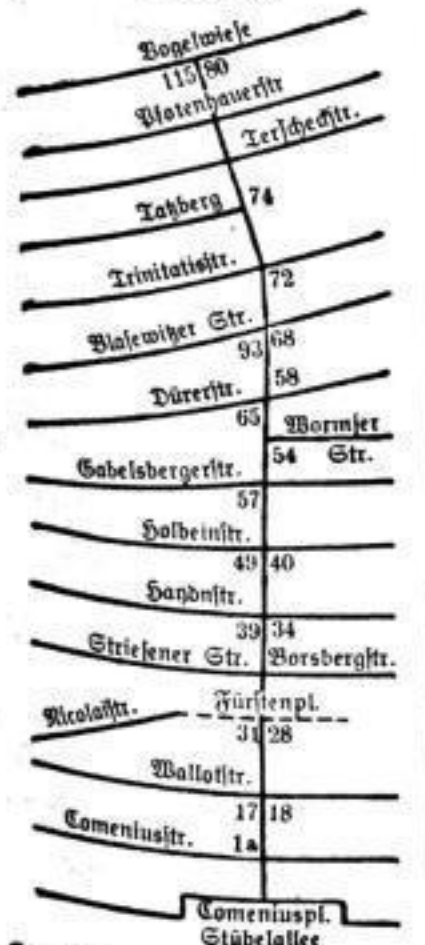 Vogelwiese
115 80
Pfotenhauerstr
Terscheckstr.
Tatzberg 74
Trinitatisstr.
72
Blasewitzer Str.
93 68
Dürerstr. 58
65 Wormser
54 Str.
Gabelsbergerstr.
57
Holbeinstr.
49 40
Haydnstr.
39 34
Striesener Str. Borsbergstr.
Fürstenpl.
Nicolaistr.
31 28
Wallotstr.
17 18
Comeniusstr. 1a
Comeniuspl.
Stübelallee